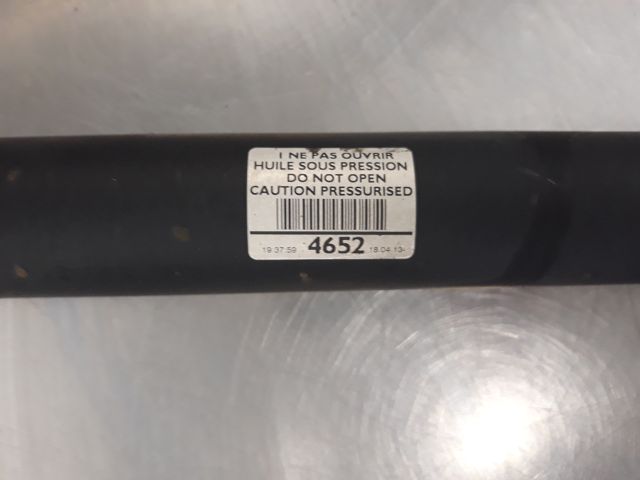 ! NE PAS OUVRIR
HUILE SOUS PRESSION
DO NOT OPEN
CAUTION PRESSURISED
19:37:59 4652 18.04.13-